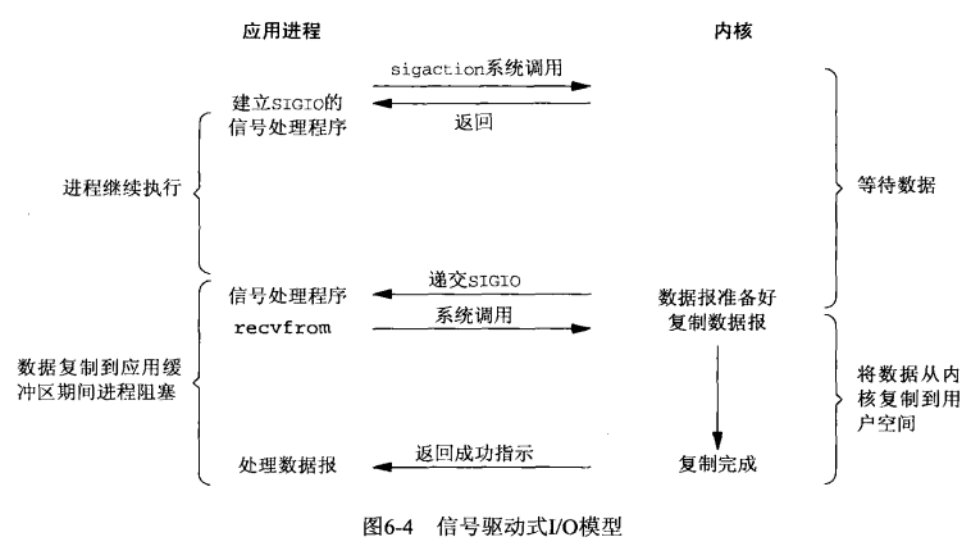 应用进程
内核
sigaction系统调用
建立SIGIO的
信号处理程序
返回
进程继续执行
等待数据
递交SIGIO
信号处理程序
数据报准备好
系统调用
recvfrom
复制数据报
数据复制到应用缓
冲区期间进程阻塞
将数据从内
核复制到用
户空间
返回成功指示
处理数据报
复制完成
图6-4 信号驱动式I/O模型